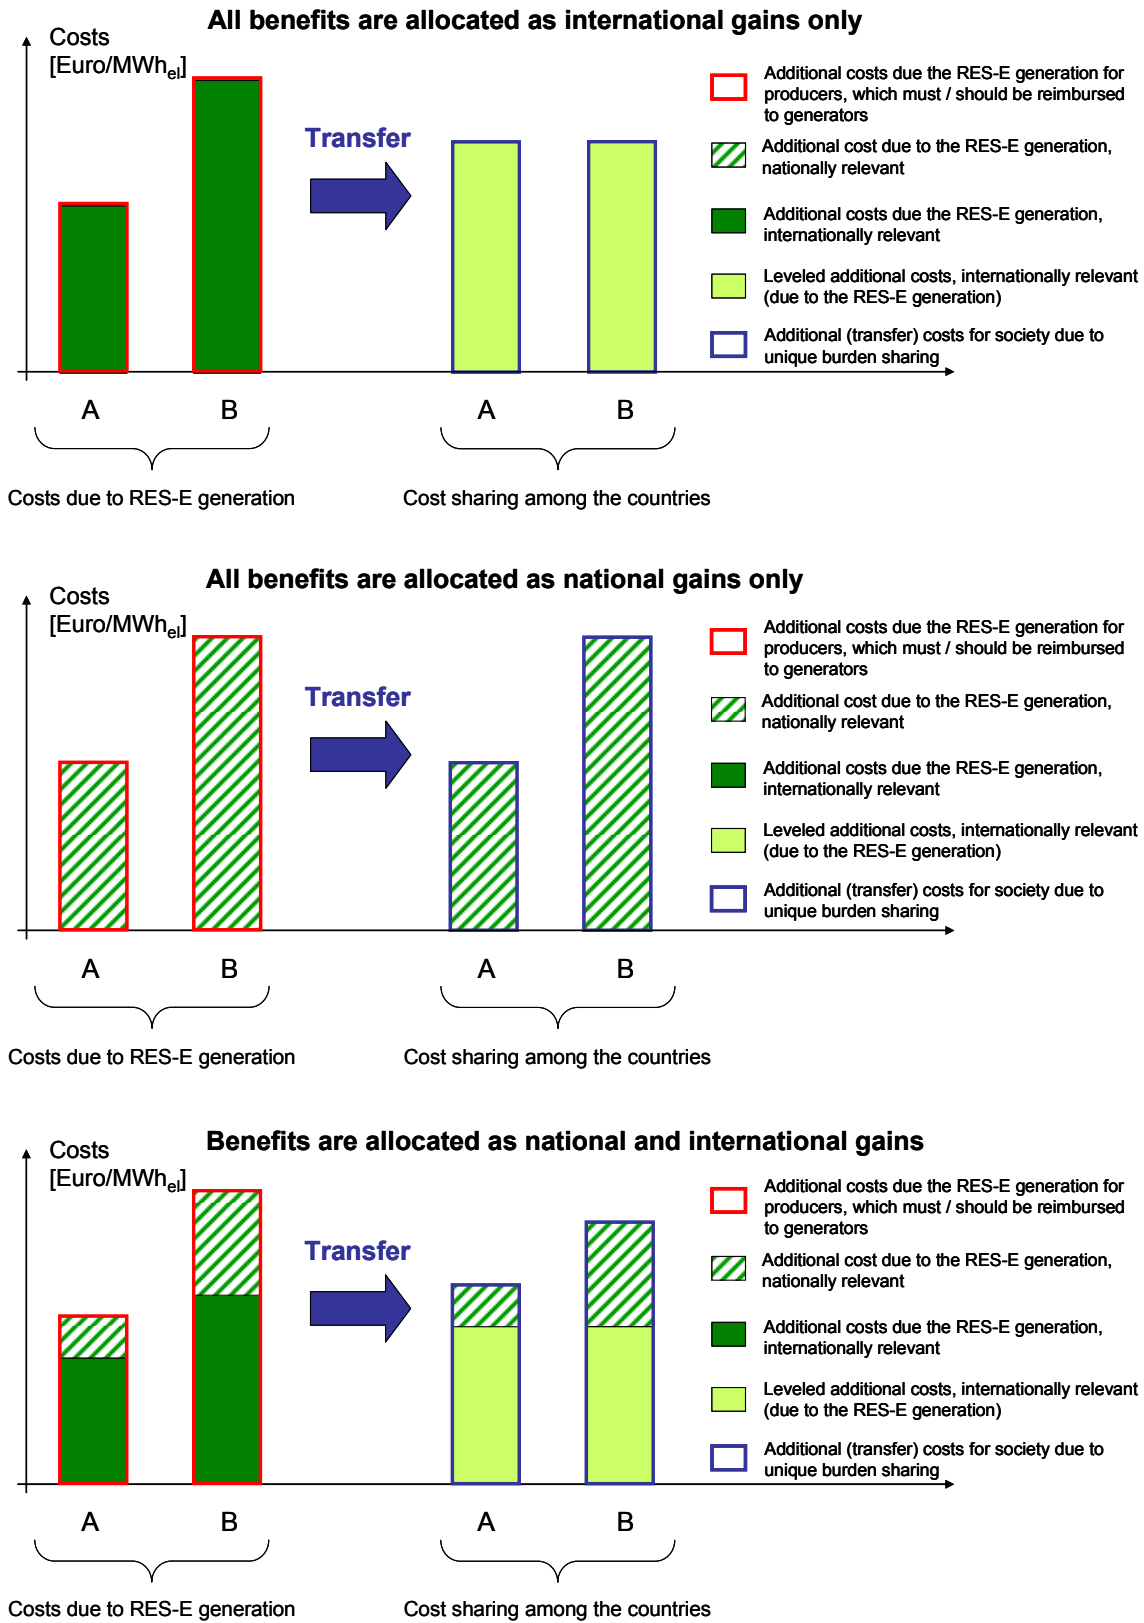 All benefits are allocated as international gains only
Costs
[Euro/MWhel]
Transfer
Additional costs due the RES-E generation for
producers, which must / should be reimbursed
to generators
Additional cost due to the RES-E generation,
nationally relevant
Additional costs due the RES-E generation,
internationally relevant
Leveled additional costs, internationally relevant
(due to the RES-E generation)
Additional (transfer) costs for society due to
unique burden sharing
A
B
A
B
Costs due to RES-E generation
Cost sharing among the countries
All benefits are allocated as national gains only
Costs
[Euro/MWhel]
Transfer
Additional costs due the RES-E generation for
producers, which must / should be reimbursed
to generators
Additional cost due to the RES-E generation,
nationally relevant
Additional costs due the RES-E generation,
internationally relevant
Leveled additional costs, internationally relevant
(due to the RES-E generation)
Additional (transfer) costs for society due to
unique burden sharing
A
B
A
B
Costs due to RES-E generation
Cost sharing among the countries
Benefits are allocated as national and international gains
Costs
[Euro/MWhel]
Transfer
Additional costs due the RES-E generation for
producers, which must / should be reimbursed
to generators
Additional cost due to the RES-E generation,
nationally relevant
Additional costs due the RES-E generation,
internationally relevant
Leveled additional costs, internationally relevant
(due to the RES-E generation)
Additional (transfer) costs for society due to
unique burden sharing
A
B
A
B
Costs due to RES-E generation
Cost sharing among the countries